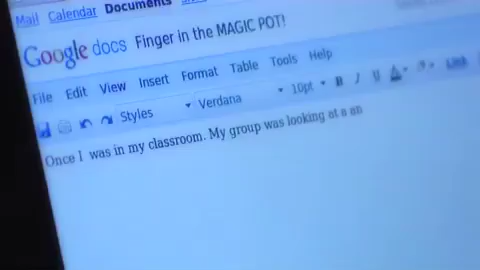 Mail Calendar Documents
Google docs Finger in the MAGIC POT!
File Edit View Insert Format Table Tools Help
Styles Verdana 10pt B I U A Link
Once I was in my classroom. My group was looking at a an